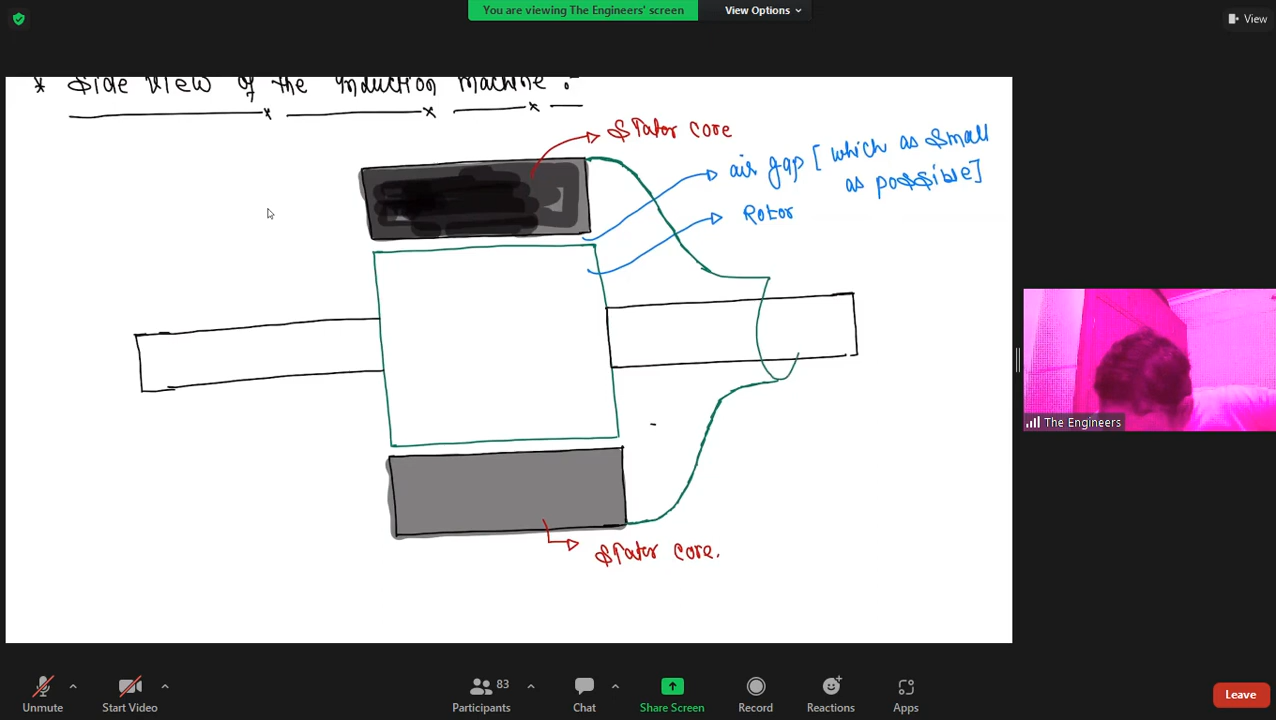 You are viewing The Engineers' screen
View Options
View
* Side view of the Induction Machine :-
Stator core
air gap [ which as small
as possible]
Rotor
Stator core.
The Engineers
Unmute
Start Video
83
Participants
Chat
Share Screen
Record
Reactions
Apps
Leave